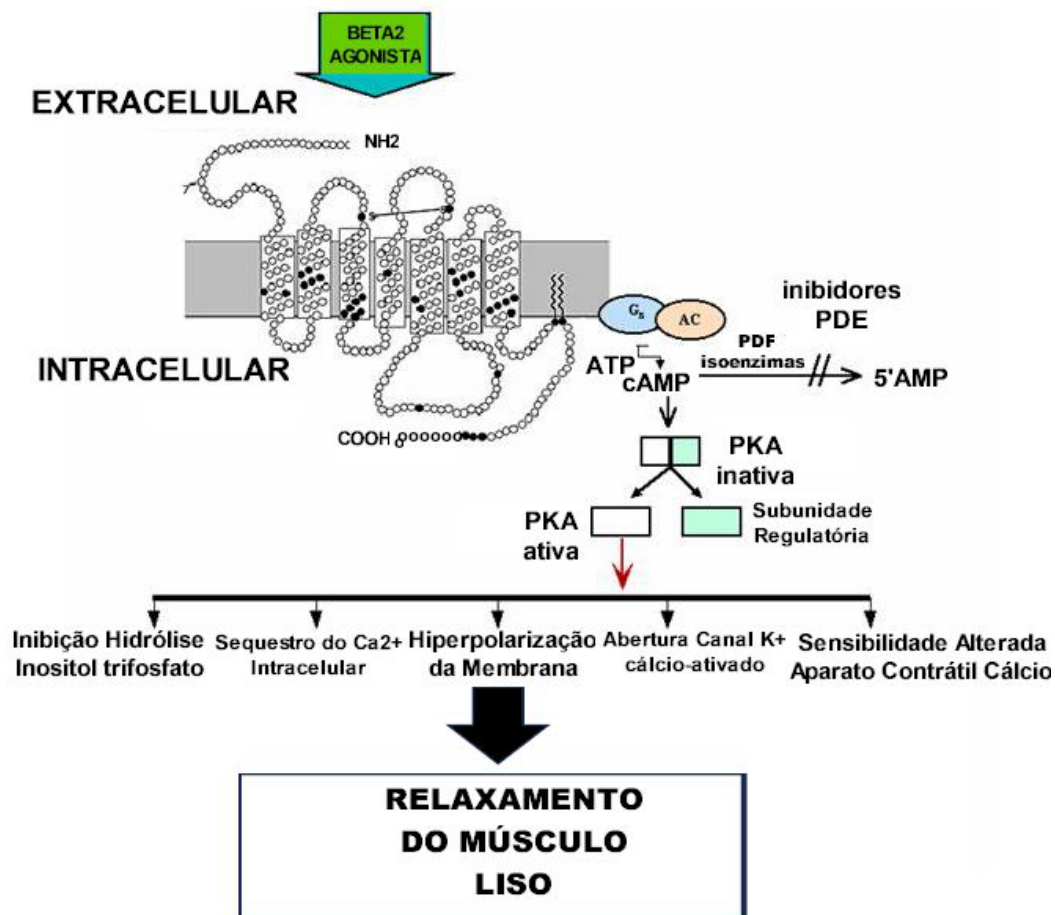 BETA2
AGONISTA
EXTRACELULAR
NH2
S
S
INTRACELULAR
COOH
Gs
AC
inibidores
PDE
PDF
isoenzimas
ATP
cAMP
5'AMP
PKA
inativa
PKA
ativa
Subunidade
Regulatória
Inibição Hidrólise
Inositol trifosfato
Sequestro do Ca2+
Intracelular
Hiperpolarização
da Membrana
Abertura Canal K+
cálcio-ativado
Sensibilidade Alterada
Aparato Contrátil Cálcio
RELAXAMENTO
DO MÚSCULO
LISO